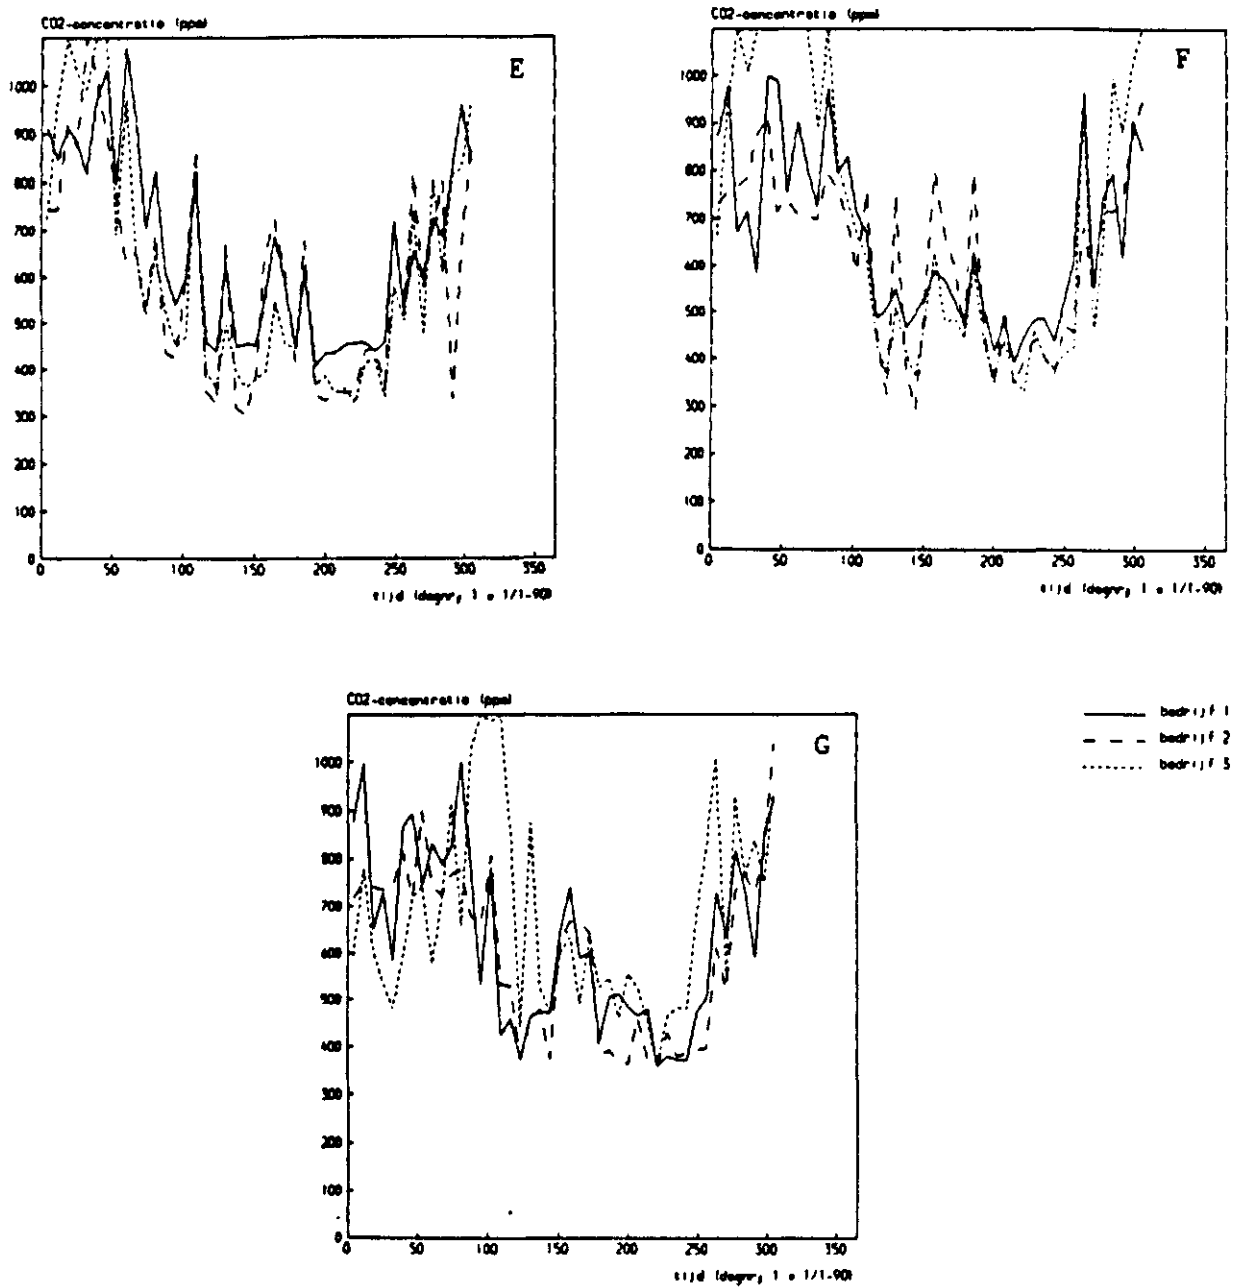 CO2-concentratie (ppm)
E
1000
900
800
700
600
500
400
300
200
100
0
0 50 100 150 200 250 300 350
tijd (dagnr, 1 = 1/1-90)
CO2-concentratie (ppm)
F
1000
900
800
700
600
500
400
300
200
100
0
0 50 100 150 200 250 300 350
tijd (dagnr, 1 = 1/1-90)
CO2-concentratie (ppm)
G
1000
900
800
700
600
500
400
300
200
100
0
0 50 100 150 200 250 300 350
tijd (dagnr, 1 = 1/1-90)
bedrijf 1
bedrijf 2
bedrijf 3